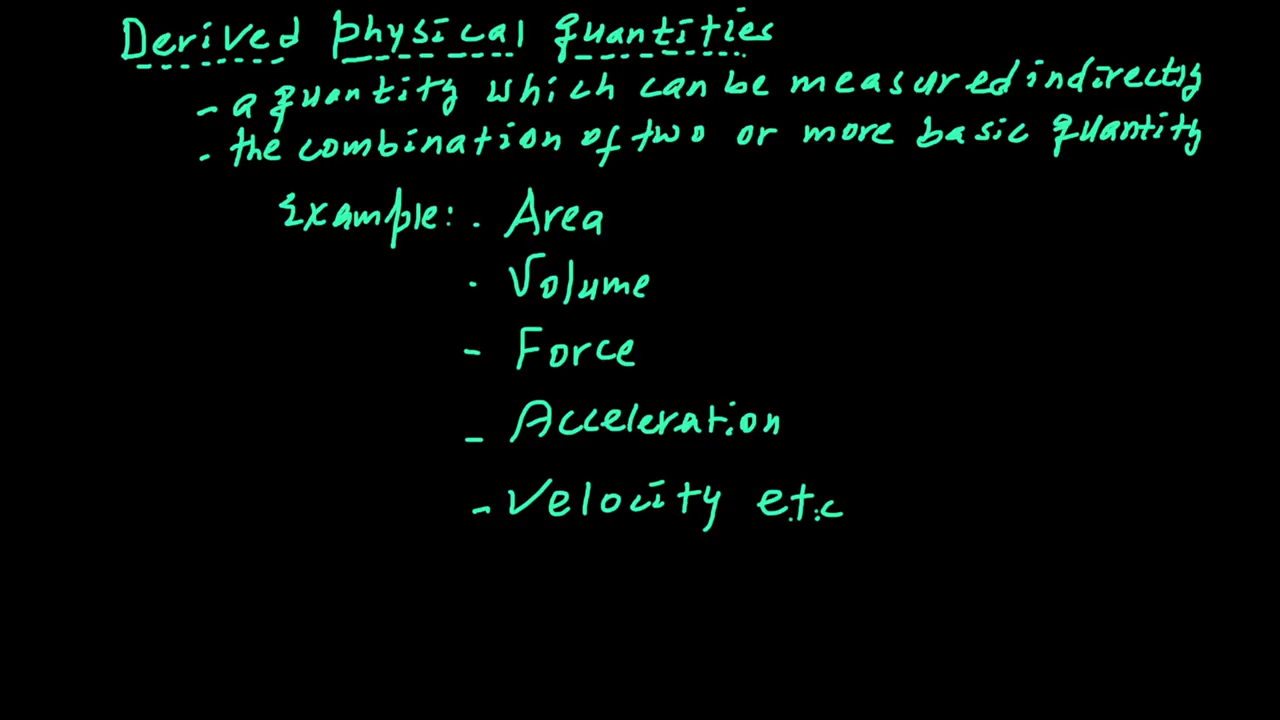 Derived physical quantities
- a quantity which can be measured indirectly
. the combination of two or more basic quantity
Example: . Area
. Volume
- Force
- Acceleration
- Velocity e.t.c